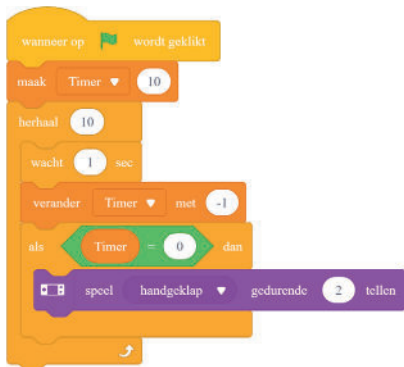 wanneer op wordt geklikt
maak Timer 10
herhaal 10
wacht 1 sec
verander Timer met -1
als Timer = 0 dan
speel handgeklap gedurende 2 tellen